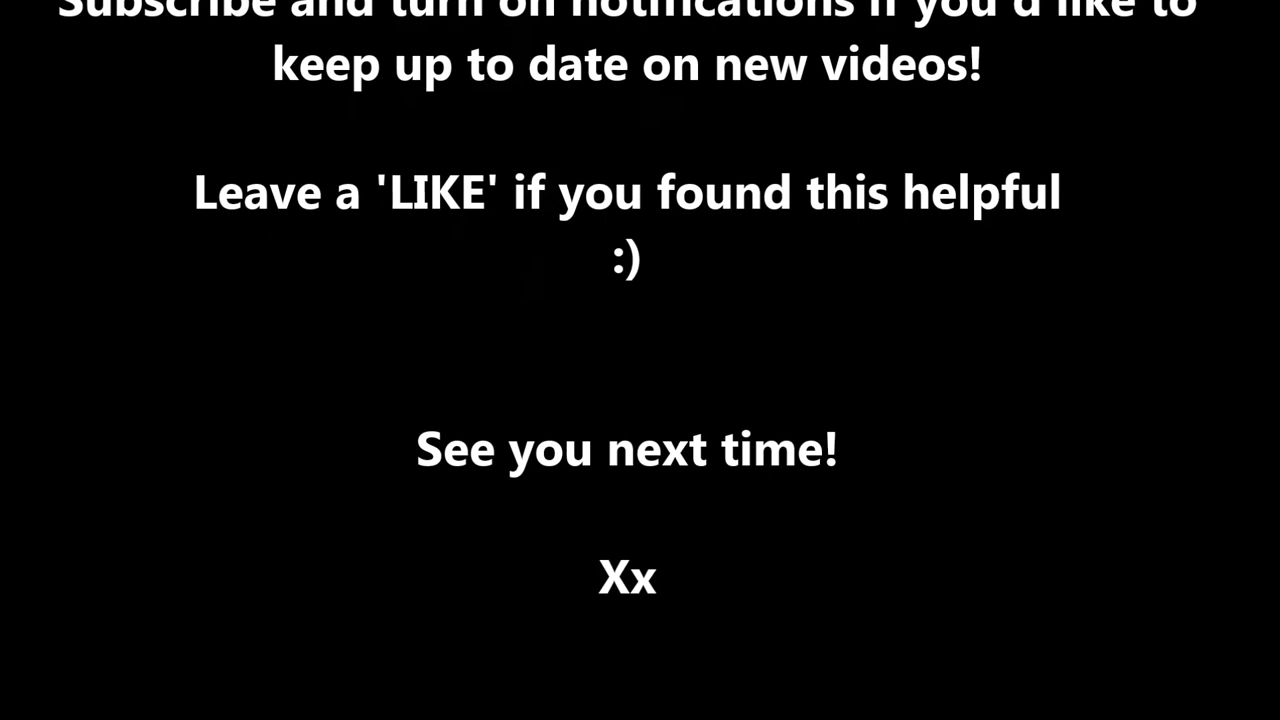 Subscribe and turn on notifications if you'd like to
keep up to date on new videos!
Leave a 'LIKE' if you found this helpful
:)
See you next time!
Xx